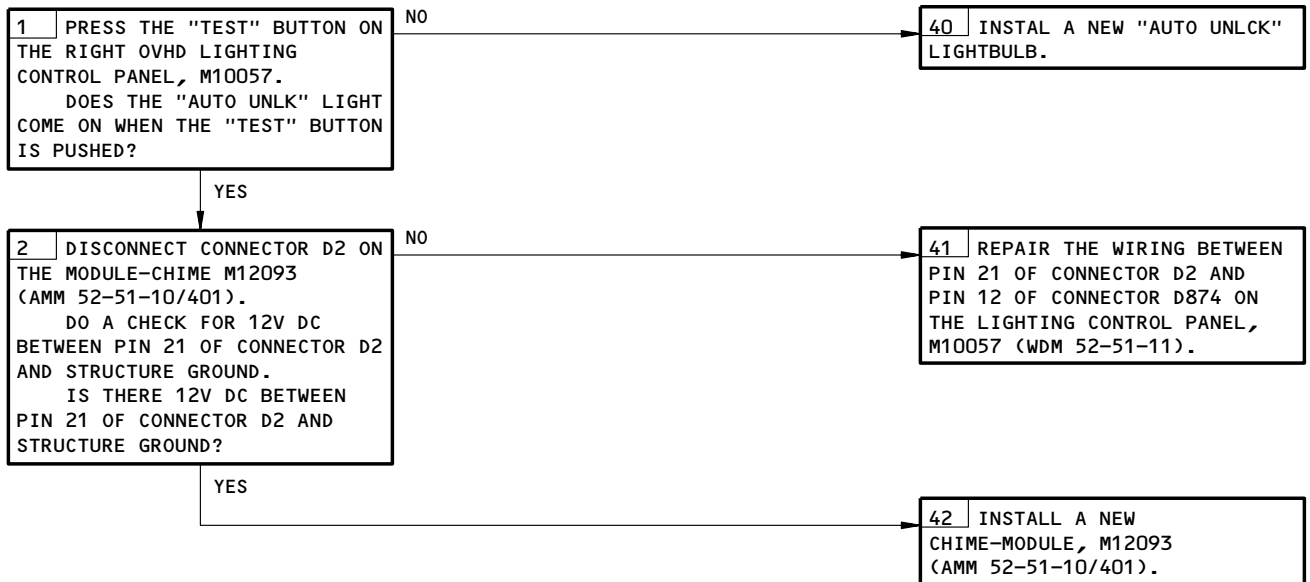 1 PRESS THE "TEST" BUTTON ON
THE RIGHT OVHD LIGHTING
CONTROL PANEL, M10057.
DOES THE "AUTO UNLK" LIGHT
COME ON WHEN THE "TEST" BUTTON
IS PUSHED?
NO
40 INSTAL A NEW "AUTO UNLCK"
LIGHTBULB.
YES
2 DISCONNECT CONNECTOR D2 ON
THE MODULE-CHIME M12093
(AMM 52-51-10/401).
DO A CHECK FOR 12V DC
BETWEEN PIN 21 OF CONNECTOR D2
AND STRUCTURE GROUND.
IS THERE 12V DC BETWEEN
PIN 21 OF CONNECTOR D2 AND
STRUCTURE GROUND?
NO
41 REPAIR THE WIRING BETWEEN
PIN 21 OF CONNECTOR D2 AND
PIN 12 OF CONNECTOR D874 ON
THE LIGHTING CONTROL PANEL,
M10057 (WDM 52-51-11).
YES
42 INSTALL A NEW
CHIME-MODULE, M12093
(AMM 52-51-10/401).